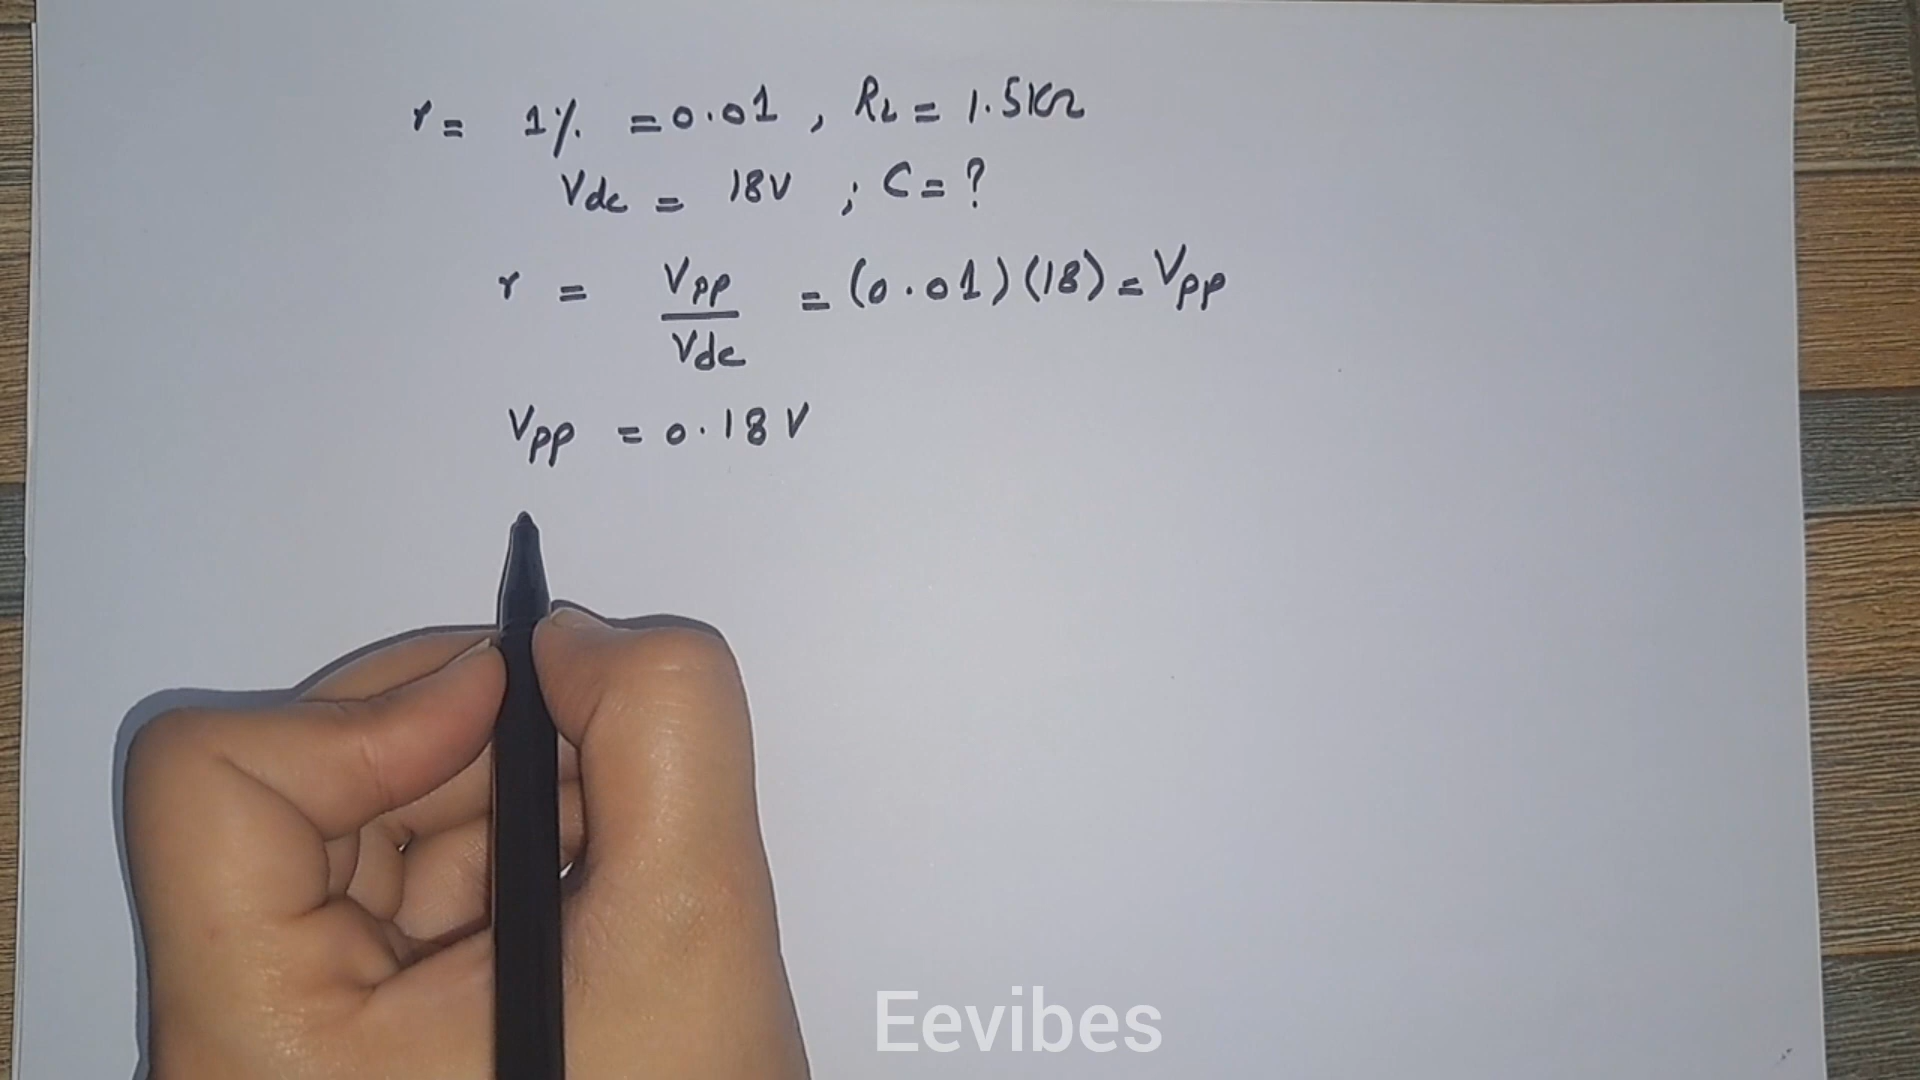 r = 1% = 0.01 , RL = 1.5KΩ
Vdc = 18V ; C = ?
r = Vpp/Vdc = (0.01)(18) = Vpp
Vpp = 0.18 V
Eevibes